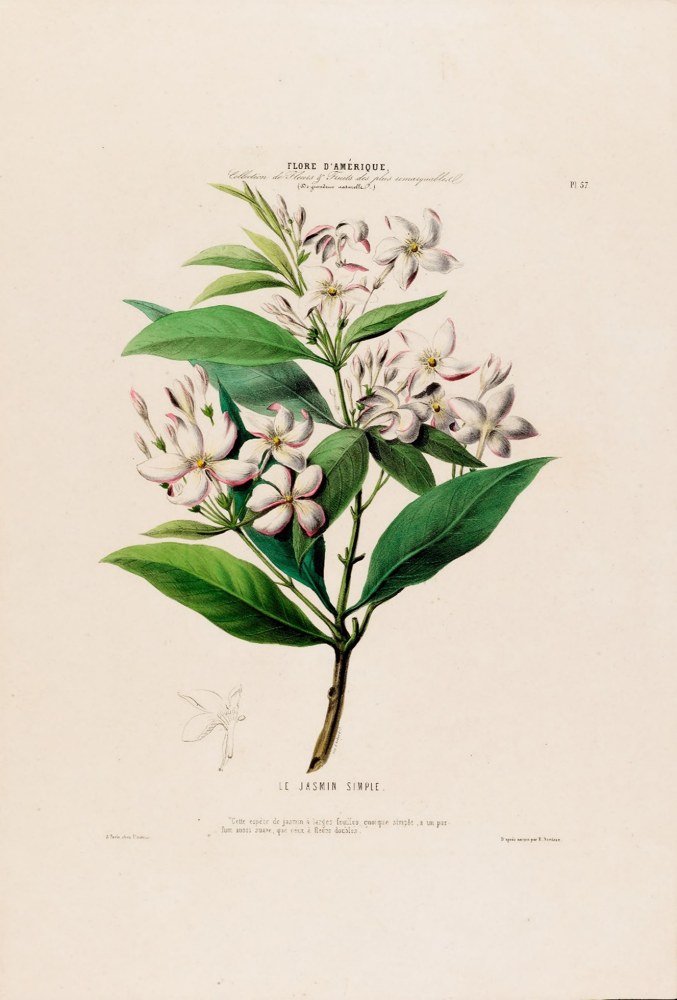 FLORE D'AMÉRIQUE,
Collection de Fleurs & Fruits des plus remarquables
(De grandeur naturelle.)
Pl. 57.
LE JASMIN SIMPLE.
Cette espèce de jasmin à larges feuilles, quoique simple, a un par-
fum aussi suave, que ceux à fleurs doubles.
A Paris, chez l'auteur.
D'après nature par E. Denisse.